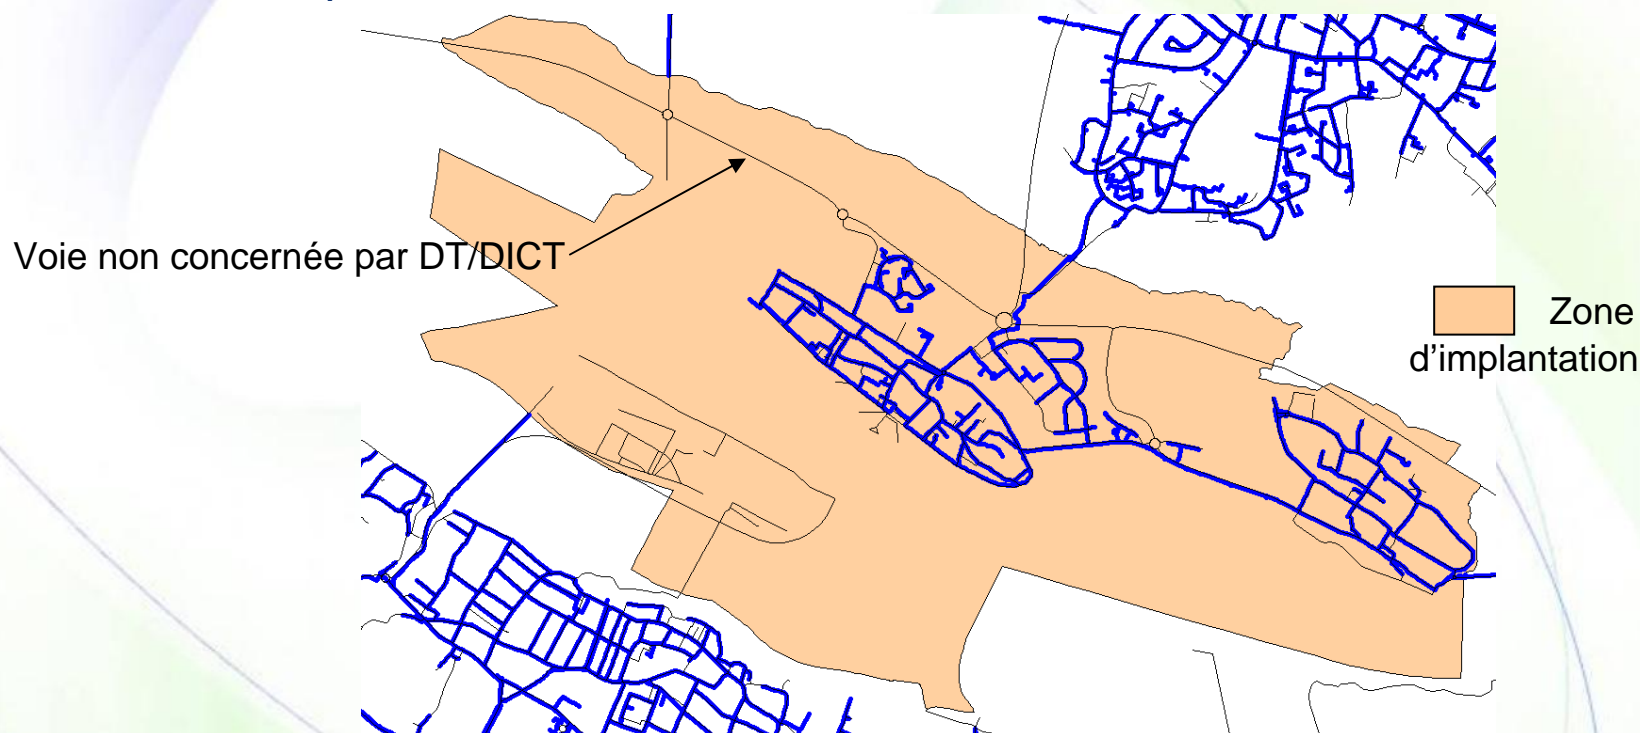 Voie non concernée par DT/DICT
Zone
d’implantation